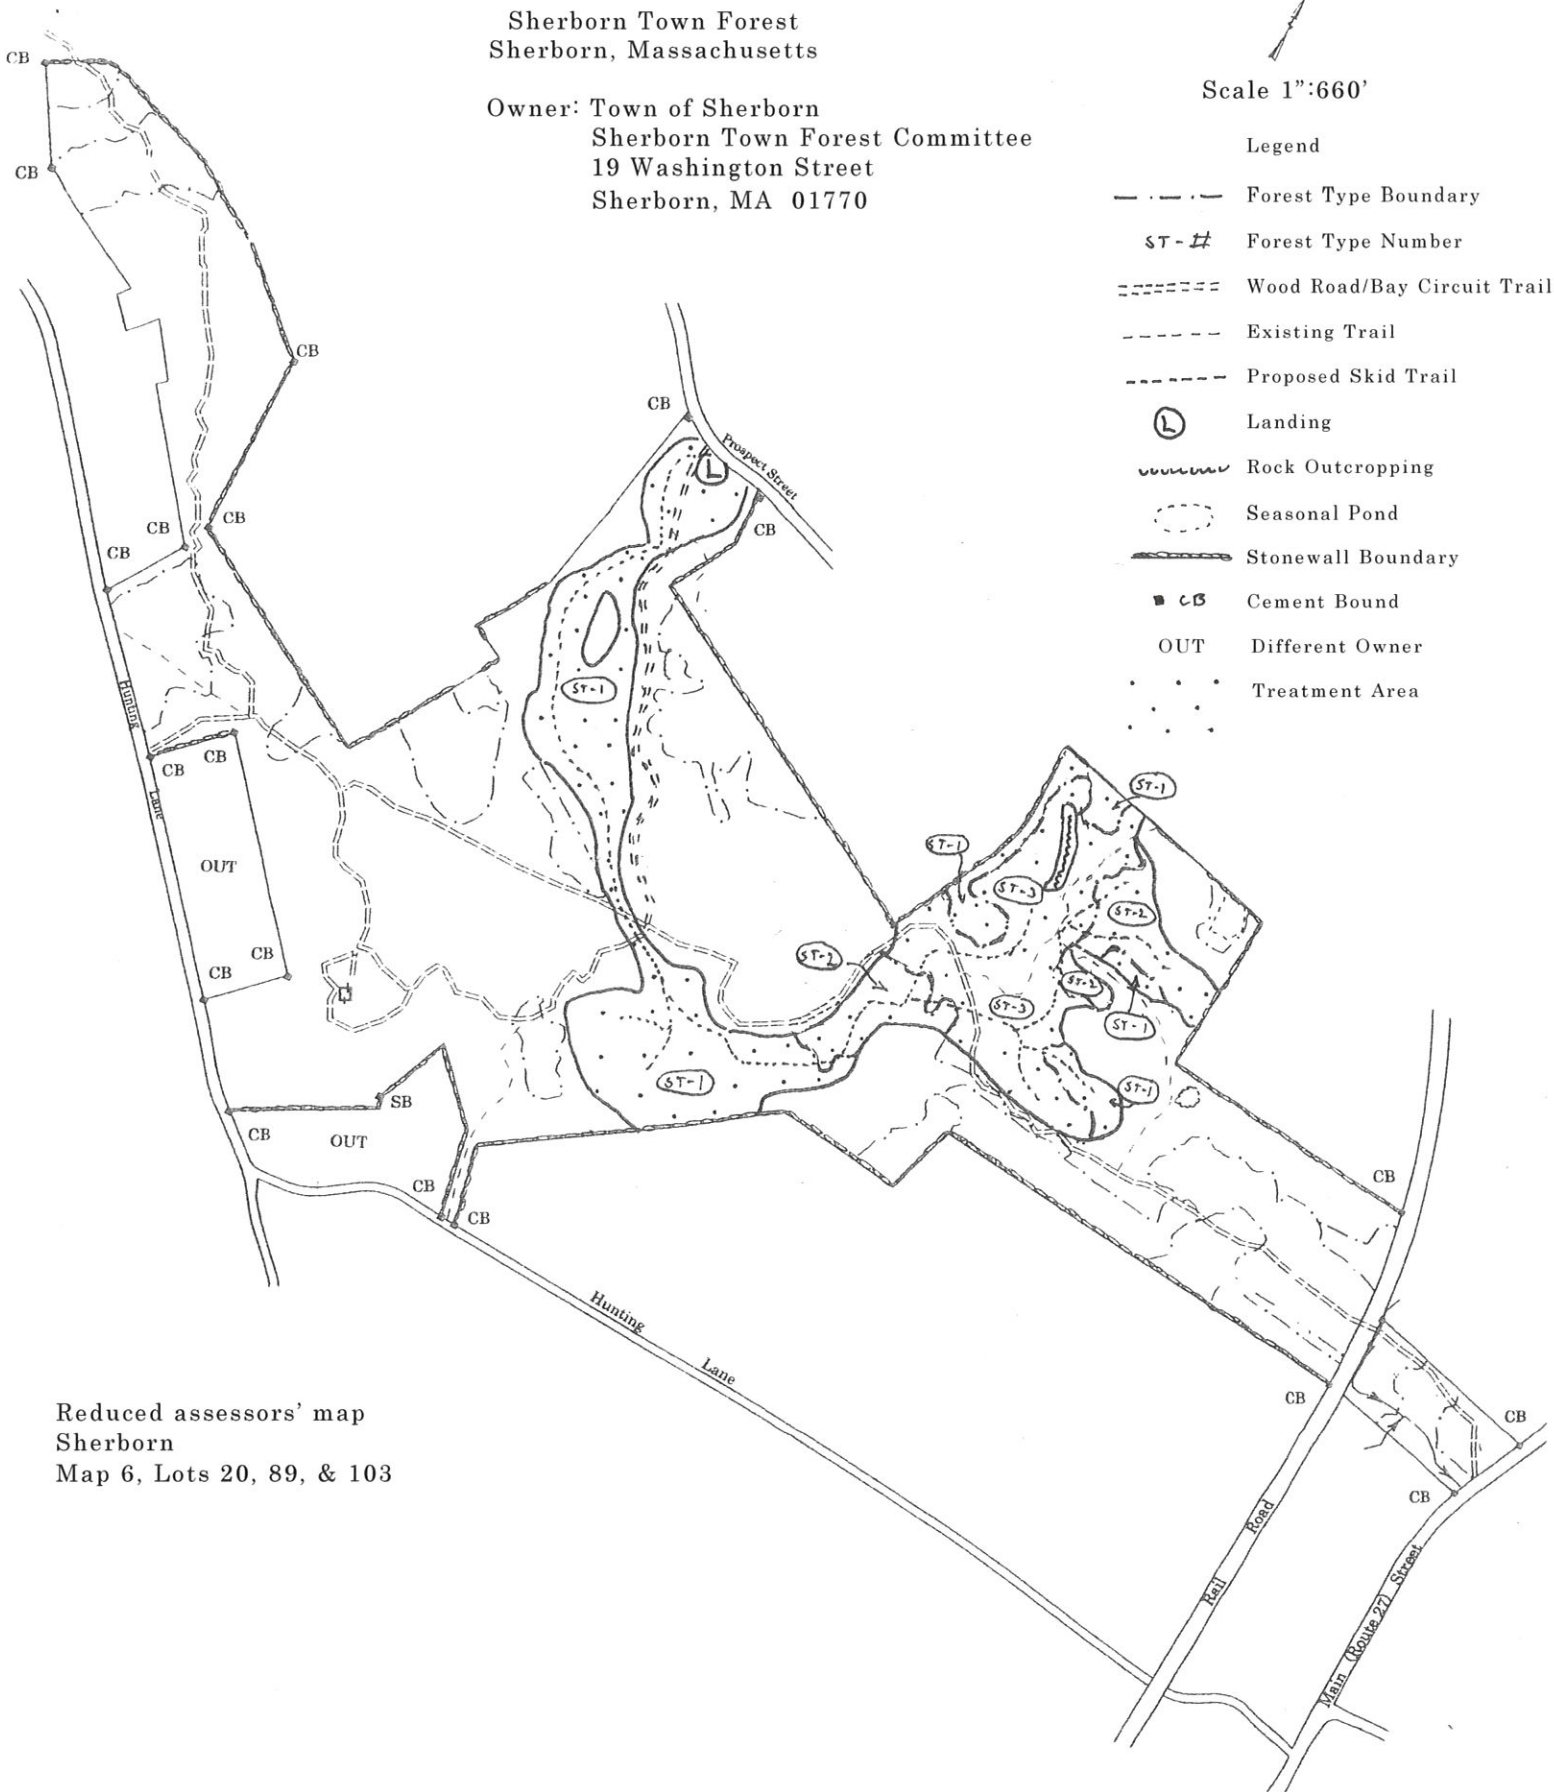 Sherborn Town Forest
Sherborn, Massachusetts
Owner: Town of Sherborn
Sherborn Town Forest Committee
19 Washington Street
Sherborn, MA 01770
Scale 1":660'
Legend
Forest Type Boundary
ST-# Forest Type Number
Wood Road/Bay Circuit Trail
Existing Trail
Proposed Skid Trail
L Landing
Rock Outcropping
Seasonal Pond
Stonewall Boundary
CB Cement Bound
OUT Different Owner
Treatment Area
CB
CB
CB
CB
Prospect Street
L
CB
CB
CB
CB
CB
ST-1
Hunting
Lane
CB
CB
OUT
CB
CB
ST-1
ST-1
ST-3
ST-2
ST-2
ST-2
ST-3
ST-1
ST-1
ST-1
SB
CB
OUT
CB
CB
CB
Hunting
Lane
CB
CB
CB
Rail Road
Main (Route 27) Street
Reduced assessors' map
Sherborn
Map 6, Lots 20, 89, & 103